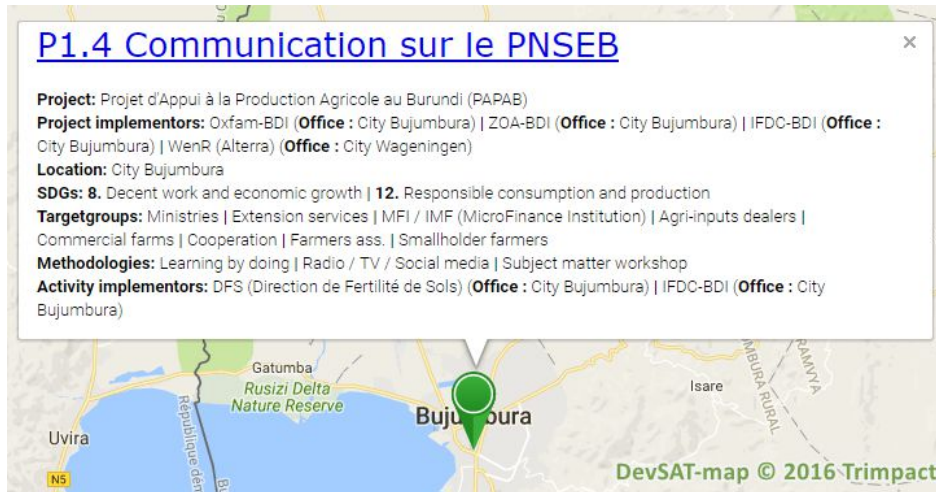 P1.4 Communication sur le PNSEB
×
Project: Projet d'Appui à la Production Agricole au Burundi (PAPAB)
Project implementors: Oxfam-BDI (Office : City Bujumbura) | ZOA-BDI (Office : City Bujumbura) | IFDC-BDI (Office :
City Bujumbura) | WenR (Alterra) (Office : City Wageningen)
Location: City Bujumbura
SDGs: 8. Decent work and economic growth | 12. Responsible consumption and production
Targetgroups: Ministries | Extension services | MFI / IMF (MicroFinance Institution) | Agri-inputs dealers |
Commercial farms | Cooperation | Farmers ass. | Smallholder farmers
Methodologies: Learning by doing | Radio / TV / Social media | Subject matter workshop
Activity implementors: DFS (Direction de Fertilité de Sols) (Office : City Bujumbura) | IFDC-BDI (Office : City
Bujumbura)
Gatumba
Rusizi Delta
Nature Reserve
Isare
Uvira
N5
DevSAT-map © 2016 Trimpact